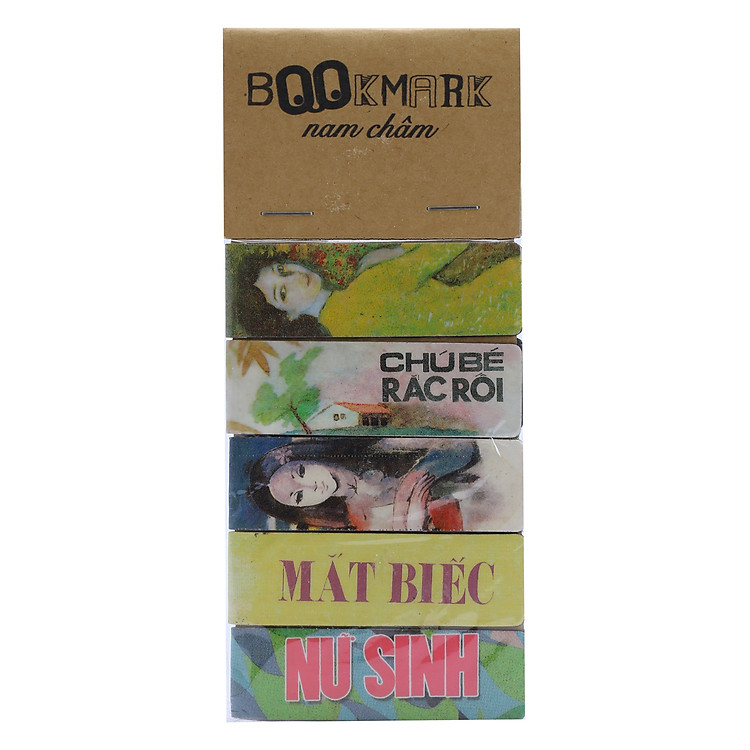 BOOKMARK
nam châm
CHÚ BÉ
RẮC RỐI
MẮT BIẾC
NỮ SINH